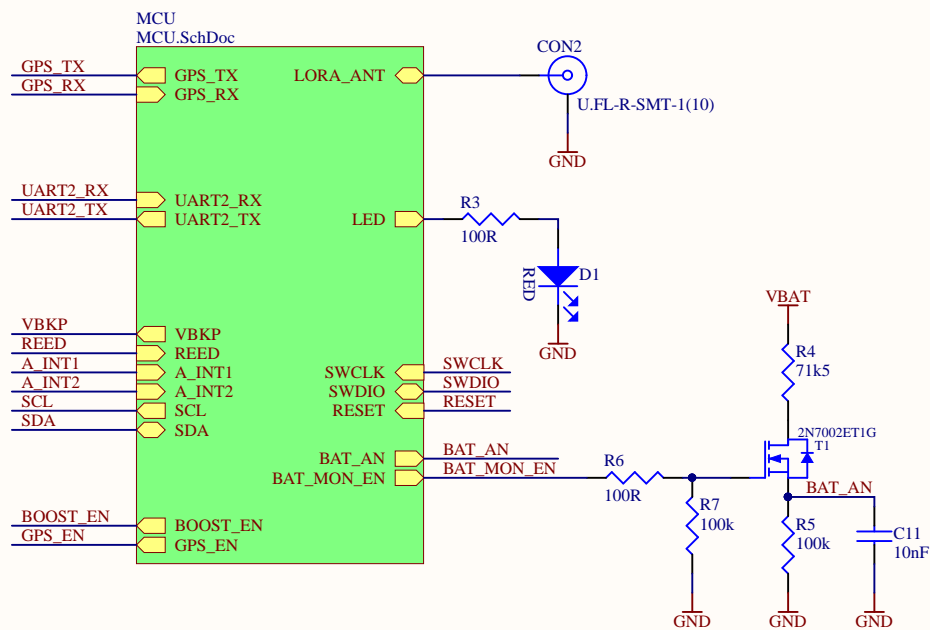 MCU
MCU.SchDoc
GPS_TX
GPS_RX
GPS_TX
GPS_RX
LORA_ANT
CON2
U.FL-R-SMT-1(10)
GND
UART2_RX
UART2_TX
UART2_RX
UART2_TX
LED
R3
100R
RED
D1
GND
VBKP
REED
A_INT1
A_INT2
SCL
SDA
VBKP
REED
A_INT1
A_INT2
SCL
SDA
SWCLK
SWDIO
RESET
SWCLK
SWDIO
RESET
BAT_AN
BAT_MON_EN
BAT_AN
BAT_MON_EN
VBAT
R4
71k5
2N7002ET1G
T1
R6
100R
R7
100k
BAT_AN
R5
100k
C11
10nF
BOOST_EN
GPS_EN
BOOST_EN
GPS_EN
GND
GND
GND